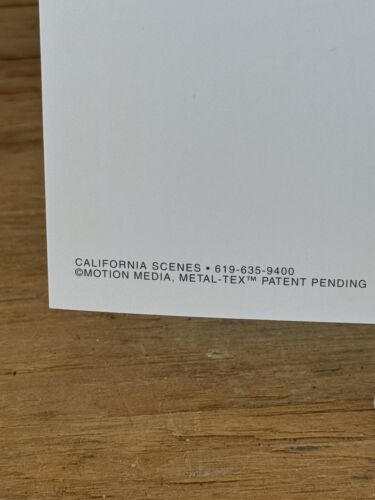 CALIFORNIA SCENES • 619-635-9400
©MOTION MEDIA, METAL-TEX™ PATENT PENDING